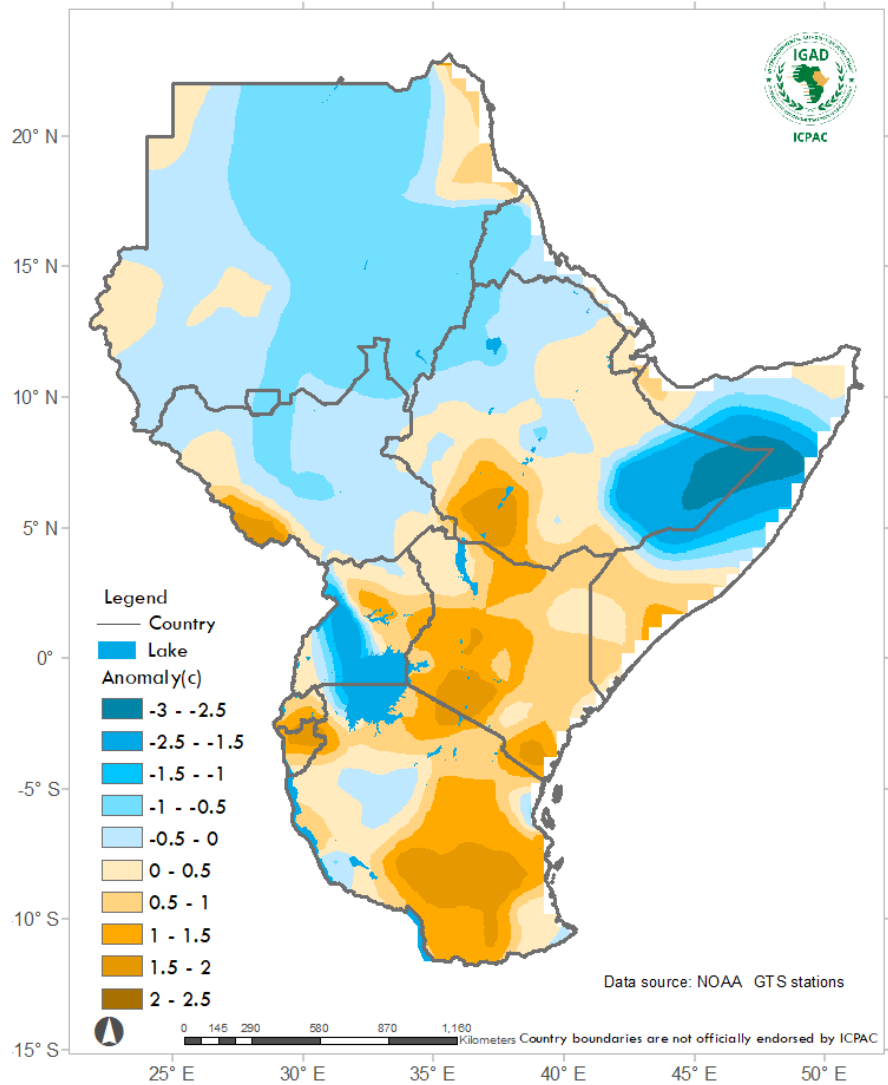 IGAD
ICPAC
20° N
15° N
10° N
5° N
0°
-5° S
-10° S
-15° S
Legend
Country
Lake
Anomaly(c)
-3 - -2.5
-2.5 - -1.5
-1.5 - -1
-1 - -0.5
-0.5 - 0
0 - 0.5
0.5 - 1
1 - 1.5
1.5 - 2
2 - 2.5
Data source: NOAA GTS stations
0 145 290 580 870 1,160
Kilometers
Country boundaries are not officially endorsed by ICPAC
25° E 30° E 35° E 40° E 45° E 50° E